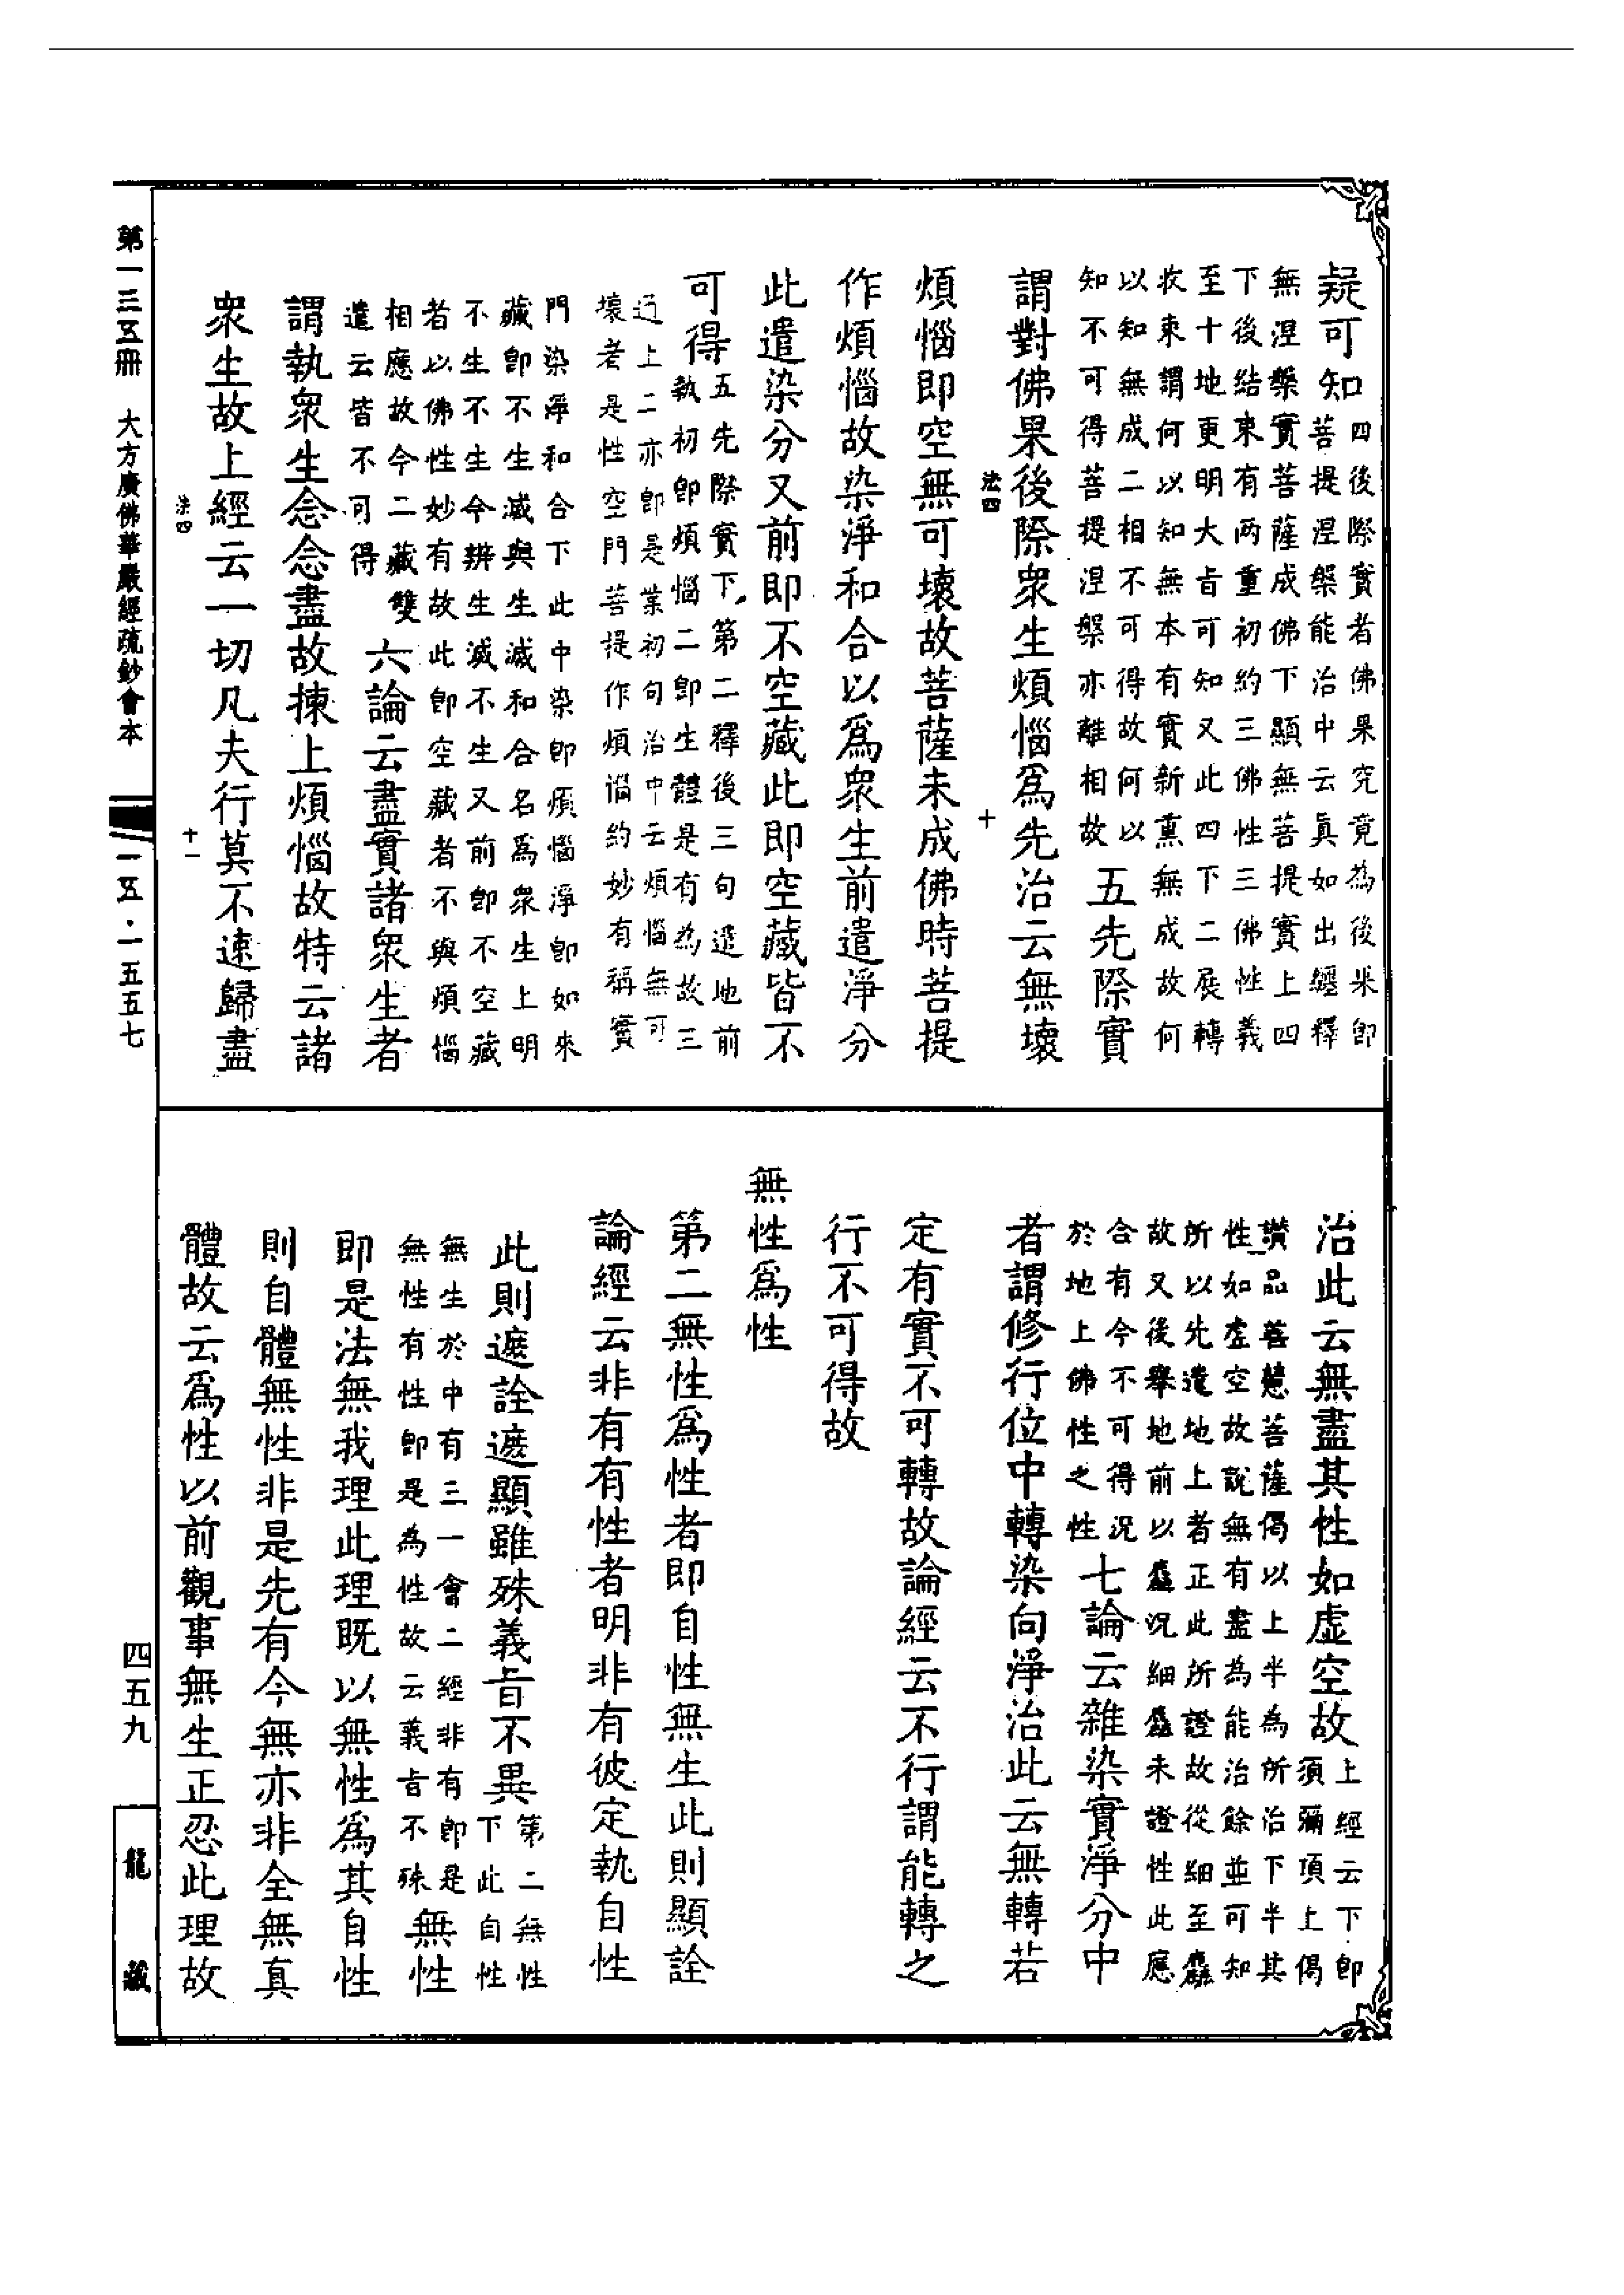 疑可知
四後際實者佛果究竟為後米即
菩提涅槃能治中云真如出纏釋
無涅槃實菩薩成佛下顯無菩提實上四
下後結束有兩重初約三佛性三佛性義
至十地更明大旨可知又此四下二展轉
收束謂何以知無本有實新熏無成故何
以知無成二相不可得故何以
知不可得菩提涅槃亦離相故
五先際實
謂對佛果後際衆生煩惱爲先治云無壞
法四 十
煩惱即空無可壞故菩薩未成佛時菩提
作煩惱故染淨和合以爲衆生前遣淨分
此遣染分又前即不空藏此即空藏皆不
可得
五先際實下第二釋後三句遥地前
執初即煩惱二即生體是有為故三
迊上二亦即是業初句治中云煩惱無可
壞者是性空門菩提作煩惱約妙有稱實
門染淨和合下此中染即煩惱淨即如來
藏即不生滅與生滅和合名爲衆生上明
不生不生今辨生滅不生又前即不空藏
者以佛性妙有故此即空藏者不與煩惱
相應故今二藏雙
遣云皆不可得
六論云盡實諸衆生者
謂執衆生念念盡故揀上煩惱故特云諸
衆生故上經云一切凡夫行莫不速歸盡
法四 十一
治此云無盡其性如虛空故
上經云下即
須彌頂上偈
讚品善慧菩薩偈以上半為所治下半其
性如虛空故說無有盡為能治餘並可知
所以先遣地上者正此所證故從細至麤
故又後舉地前以麤況細麤未證性此應
合有今不可得況
於地上佛性之性
七論云雜染實淨分中
者謂修行位中轉染向淨治此云無轉若
定有實不可轉故論經云不行謂能轉之
行不可得故
無性爲性
第二無性爲性者即自性無生此則顯詮
論經云非有有性者明非有彼定執自性
此則遮詮遮顯雖殊義旨不異
第二無性
下此自性
無生於中有三一會二經非有即是
無性有性即是為性故云義旨不殊
無性
即是法無我理此理既以無性爲其自性
則自體無性非是先有今無亦非全無真
體故云爲性以前觀事無生正忍此理故
第一三五冊 大方廣佛華嚴經疏鈔會本 一五·一五五七
四五九
龍藏